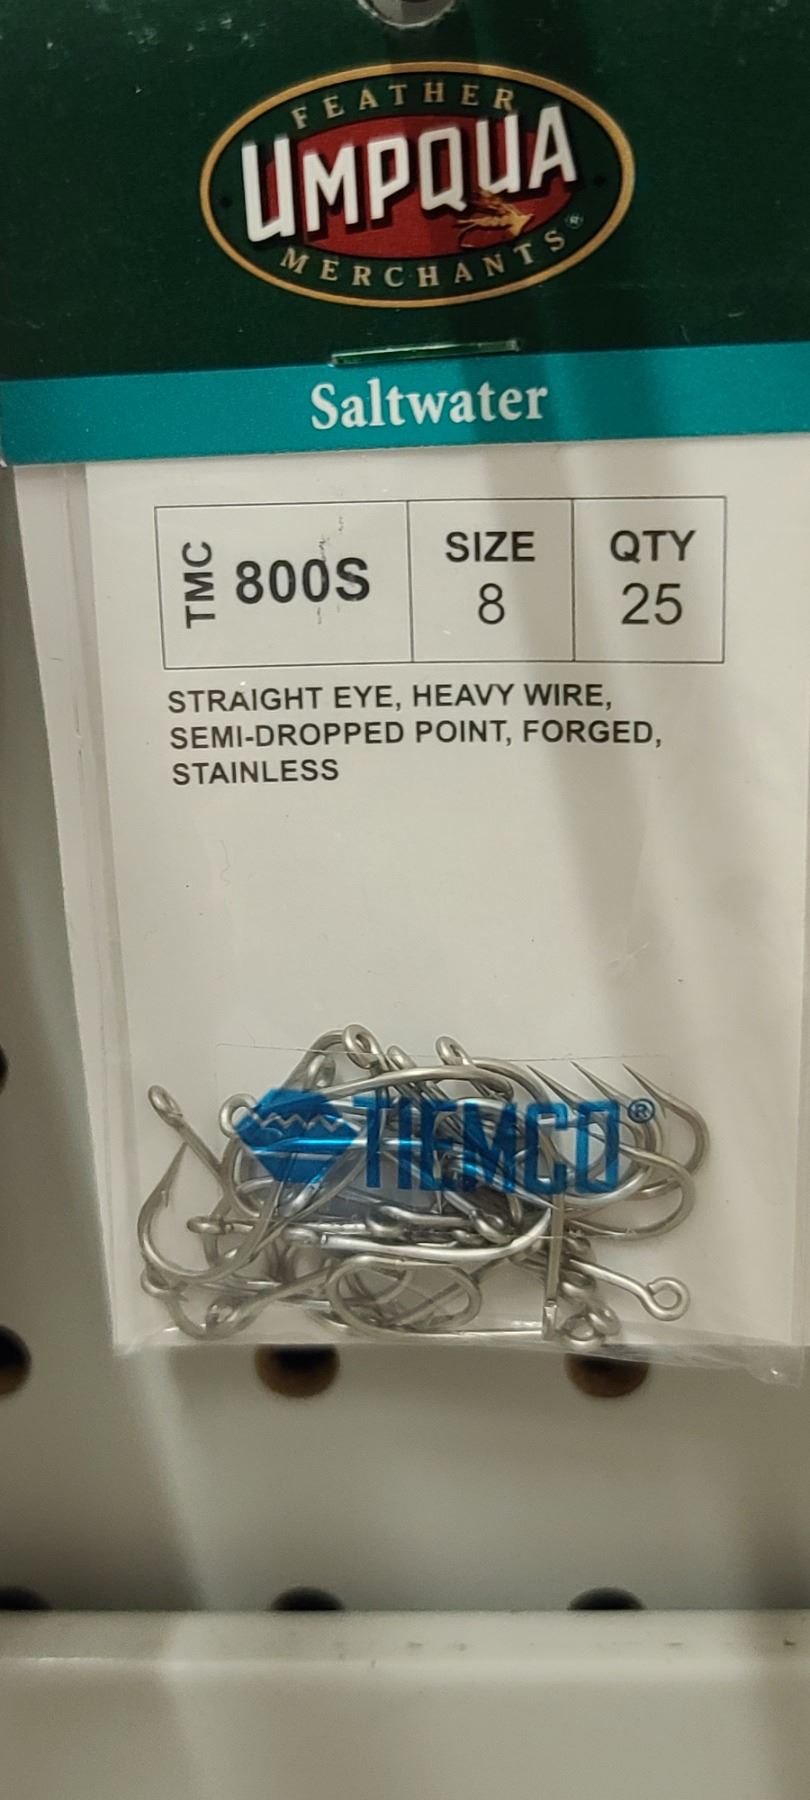 FEATHER
UMPQUA
MERCHANTS®
Saltwater
TMC 800S SIZE 8 QTY 25
STRAIGHT EYE, HEAVY WIRE,
SEMI-DROPPED POINT, FORGED,
STAINLESS
TIEMCO®